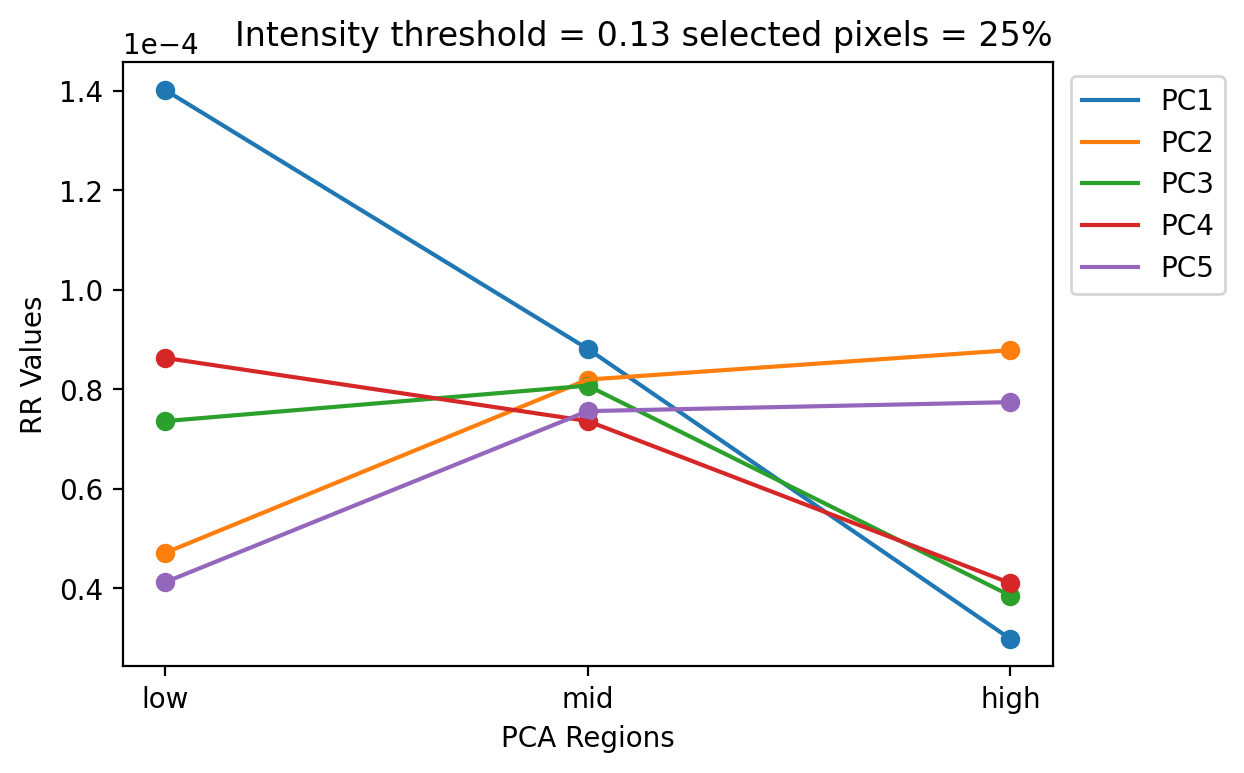 Intensity threshold = 0.13 selected pixels = 25%
1e−4
1.4
1.2
1.0
0.8
0.6
0.4
RR Values
low mid high
PCA Regions
PC1
PC2
PC3
PC4
PC5